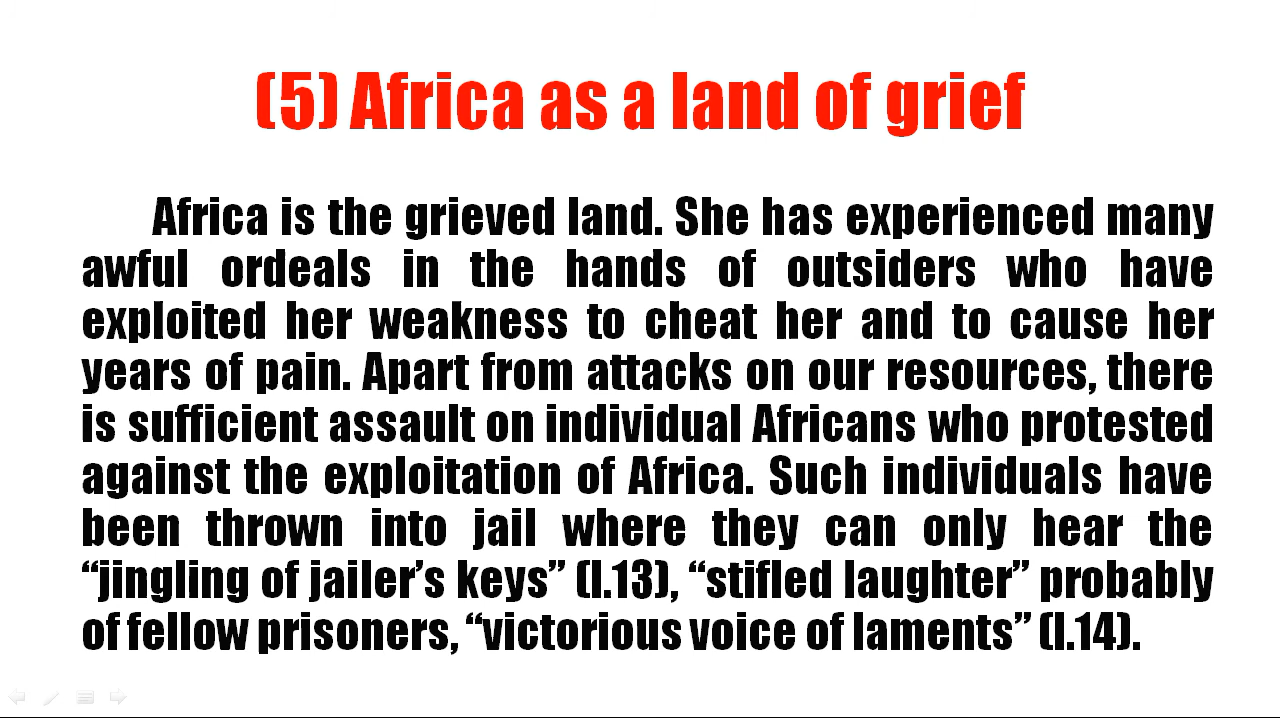 (5) Africa as a land of grief
Africa is the grieved land. She has experienced many
awful ordeals in the hands of outsiders who have
exploited her weakness to cheat her and to cause her
years of pain. Apart from attacks on our resources, there
is sufficient assault on individual Africans who protested
against the exploitation of Africa. Such individuals have
been thrown into jail where they can only hear the
“jingling of jailer’s keys” (l.13), “stifled laughter” probably
of fellow prisoners, “victorious voice of laments” (l.14).